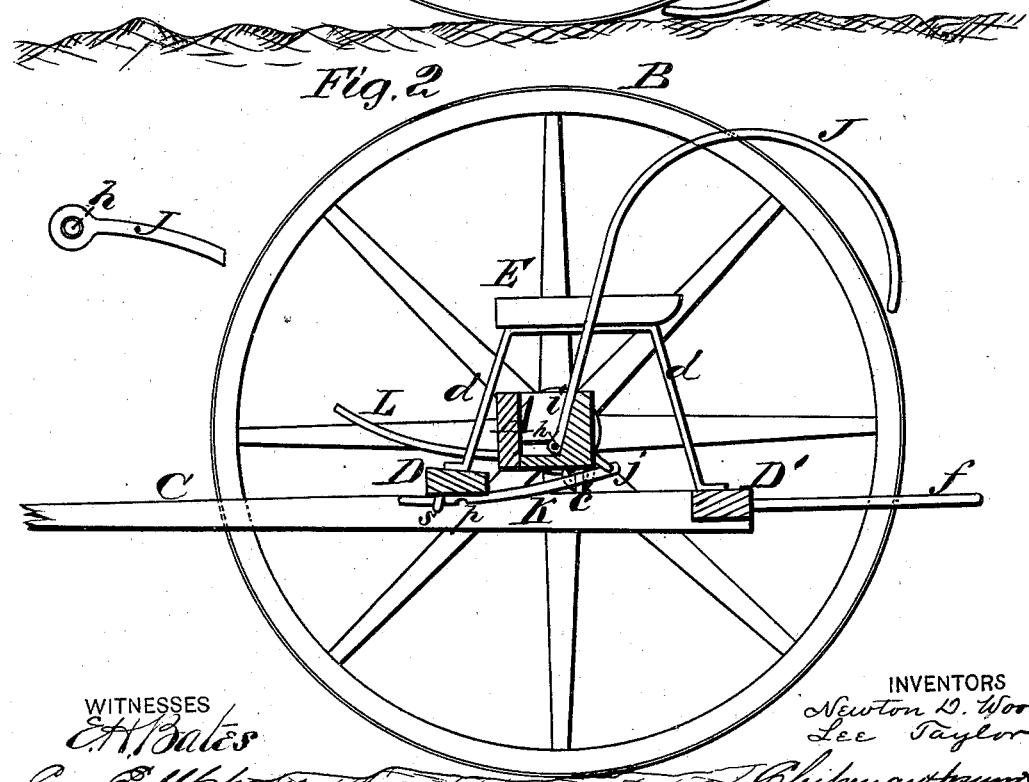 Fig. 2
B
J
h
J
E
d
d
L
i
h
D
j
D'
C
f
s
p
K
c
WITNESSES
E.H. Bates
INVENTORS
Newton D. Woo
Lee Taylor